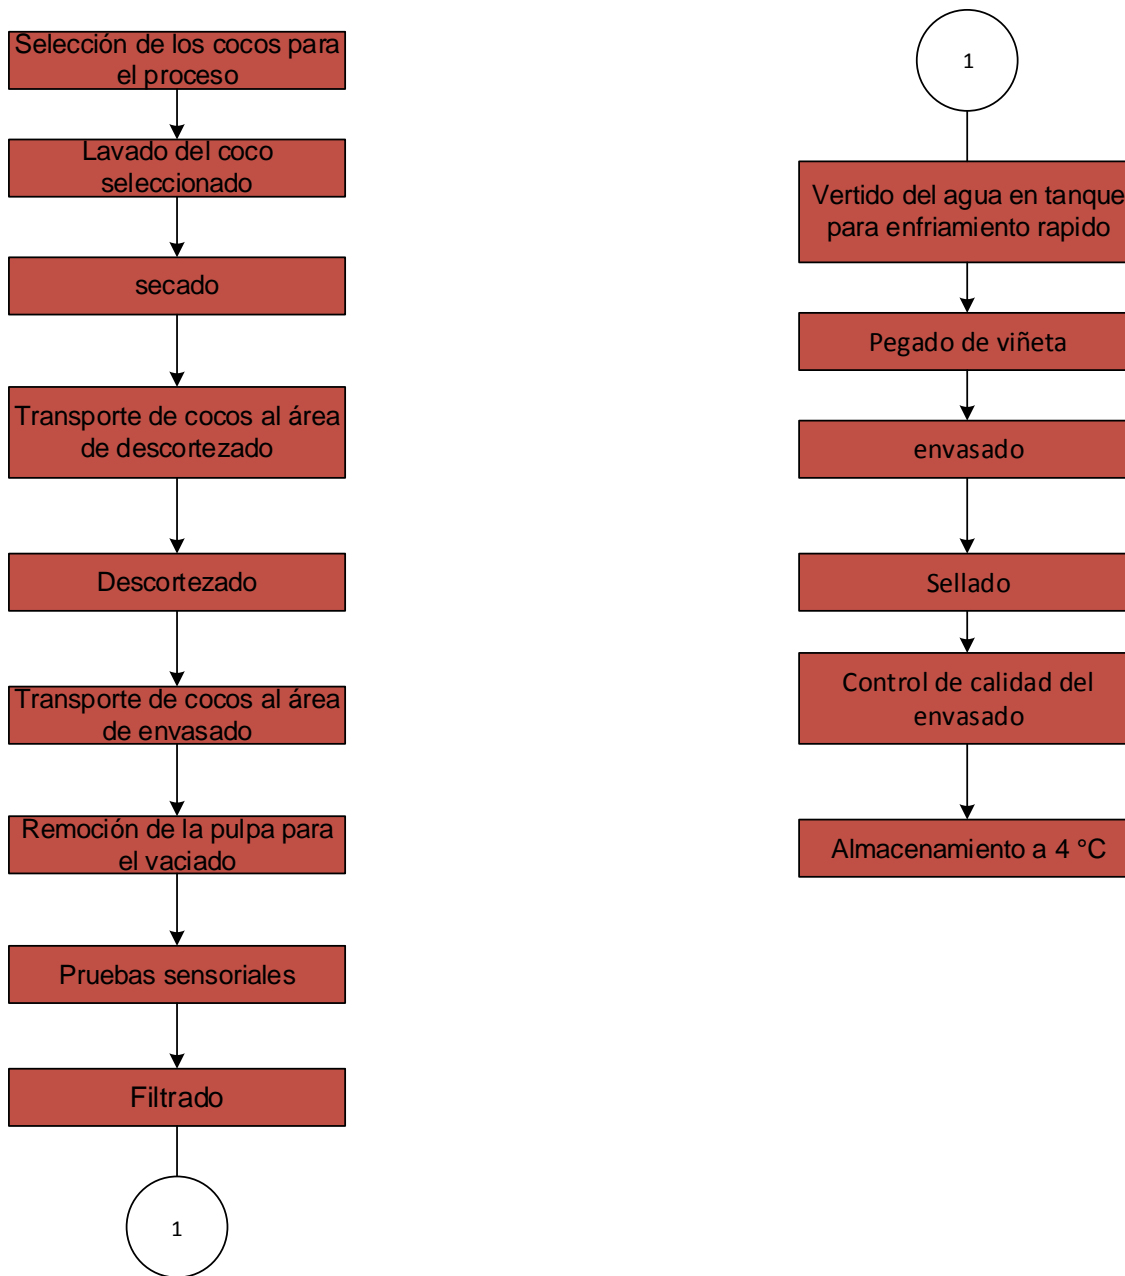 Selección de los cocos para
el proceso
Lavado del coco
seleccionado
secado
Transporte de cocos al área
de descortezado
Descortezado
Transporte de cocos al área
de envasado
Remoción de la pulpa para
el vaciado
Pruebas sensoriales
Filtrado
1
1
Vertido del agua en tanque
para enfriamiento rapido
Pegado de viñeta
envasado
Sellado
Control de calidad del
envasado
Almacenamiento a 4 °C